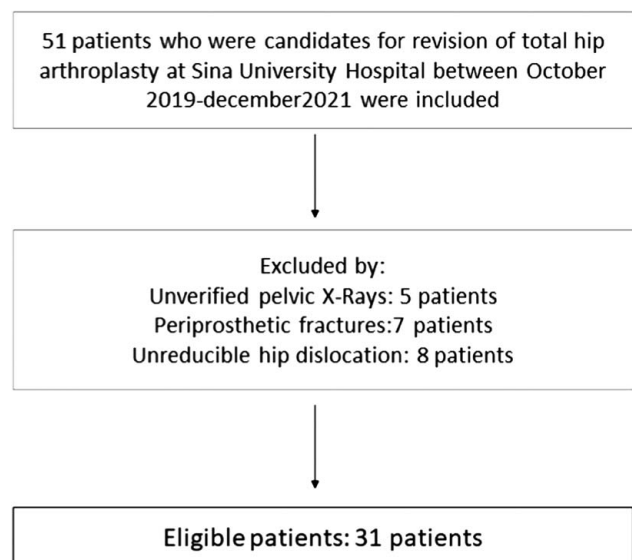 51 patients who were candidates for revision of total hip
arthroplasty at Sina University Hospital between October
2019-december2021 were included
Excluded by:
Unverified pelvic X-Rays: 5 patients
Periprosthetic fractures:7 patients
Unreducible hip dislocation: 8 patients
Eligible patients: 31 patients